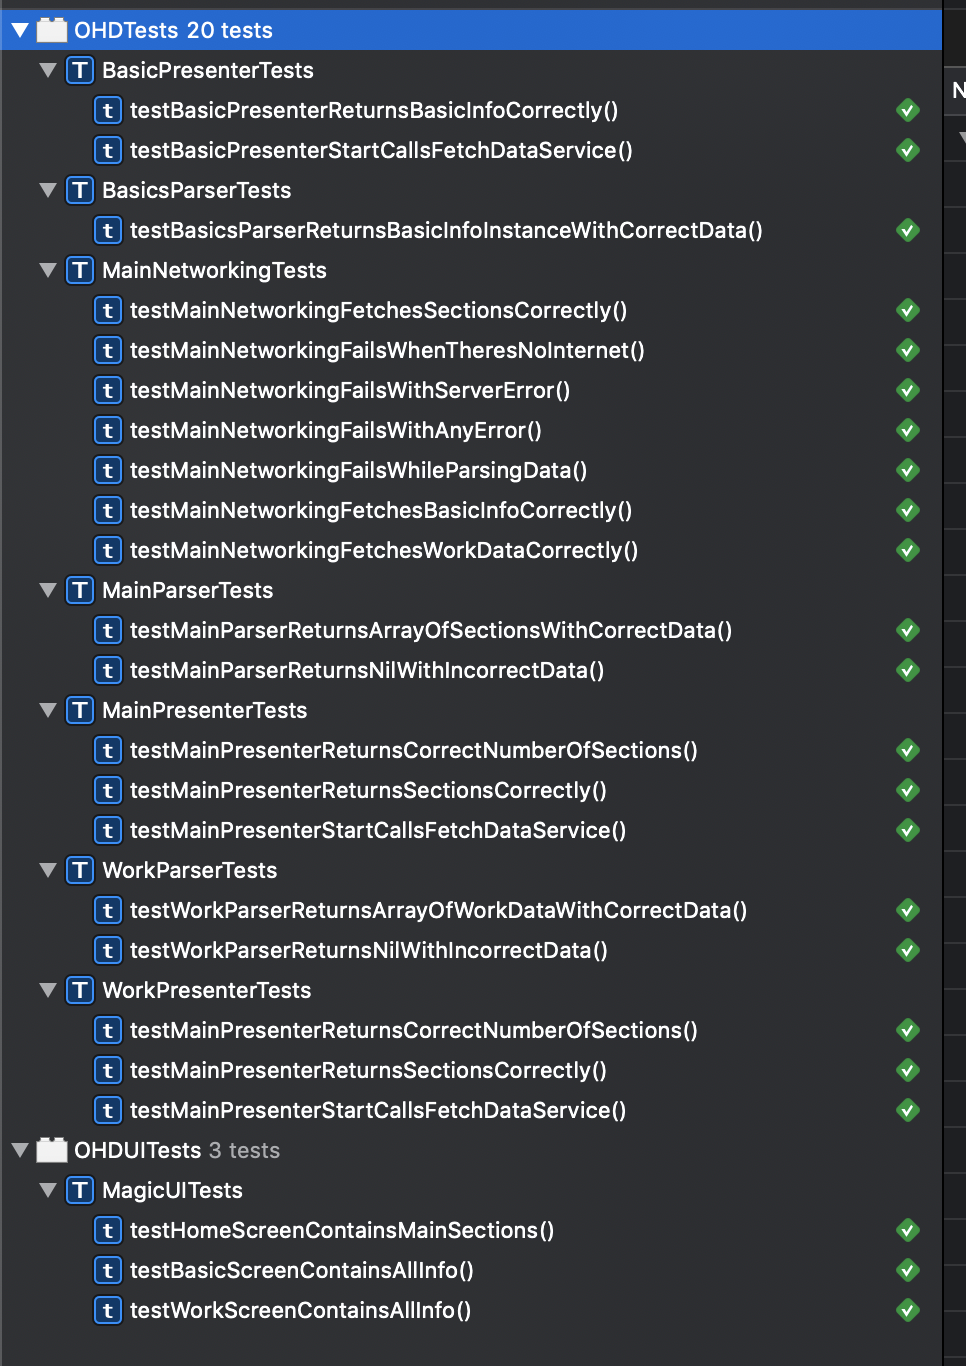 OHDTests 20 tests
T BasicPresenterTests
t testBasicPresenterReturnsBasicInfoCorrectly()
t testBasicPresenterStartCallsFetchDataService()
T BasicsParserTests
t testBasicsParserReturnsBasicInfoInstanceWithCorrectData()
T MainNetworkingTests
t testMainNetworkingFetchesSectionsCorrectly()
t testMainNetworkingFailsWhenTheresNoInternet()
t testMainNetworkingFailsWithServerError()
t testMainNetworkingFailsWithAnyError()
t testMainNetworkingFailsWhileParsingData()
t testMainNetworkingFetchesBasicInfoCorrectly()
t testMainNetworkingFetchesWorkDataCorrectly()
T MainParserTests
t testMainParserReturnsArrayOfSectionsWithCorrectData()
t testMainParserReturnsNilWithIncorrectData()
T MainPresenterTests
t testMainPresenterReturnsCorrectNumberOfSections()
t testMainPresenterReturnsSectionsCorrectly()
t testMainPresenterStartCallsFetchDataService()
T WorkParserTests
t testWorkParserReturnsArrayOfWorkDataWithCorrectData()
t testWorkParserReturnsNilWithIncorrectData()
T WorkPresenterTests
t testMainPresenterReturnsCorrectNumberOfSections()
t testMainPresenterReturnsSectionsCorrectly()
t testMainPresenterStartCallsFetchDataService()
OHDUITests 3 tests
T MagicUITests
t testHomeScreenContainsMainSections()
t testBasicScreenContainsAllInfo()
t testWorkScreenContainsAllInfo()
N